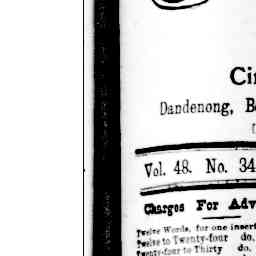 Ci
Dandenong, B
Vol. 48. No. 34
Charges For Adv
Twelve Words, for one insert
Twelve to Twenty-four do.
Twenty-four to Thirty do.